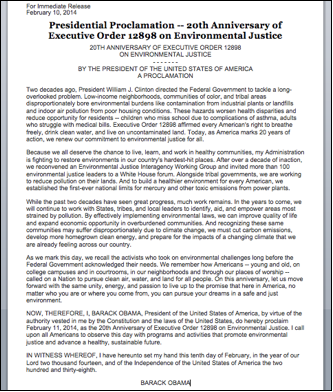 For Immediate Release
February 10, 2014
Presidential Proclamation -- 20th Anniversary of
Executive Order 12898 on Environmental Justice
20TH ANNIVERSARY OF EXECUTIVE ORDER 12898
ON ENVIRONMENTAL JUSTICE
- - - - - - -
BY THE PRESIDENT OF THE UNITED STATES OF AMERICA
A PROCLAMATION
Two decades ago, President William J. Clinton directed the Federal Government to tackle a long-
overlooked problem. Low-income neighborhoods, communities of color, and tribal areas
disproportionately bore environmental burdens like contamination from industrial plants or landfills
and indoor air pollution from poor housing conditions. These hazards worsen health disparities and
reduce opportunity for residents -- children who miss school due to complications of asthma, adults
who struggle with medical bills. Executive Order 12898 affirmed every American's right to breathe
freely, drink clean water, and live on uncontaminated land. Today, as America marks 20 years of
action, we renew our commitment to environmental justice for all.
Because we all deserve the chance to live, learn, and work in healthy communities, my Administration
is fighting to restore environments in our country's hardest-hit places. After over a decade of inaction,
we reconvened an Environmental Justice Interagency Working Group and invited more than 100
environmental justice leaders to a White House forum. Alongside tribal governments, we are working
to reduce pollution on their lands. And to build a healthier environment for every American, we
established the first-ever national limits for mercury and other toxic emissions from power plants.
While the past two decades have seen great progress, much work remains. In the years to come, we
will continue to work with States, tribes, and local leaders to identify, aid, and empower areas most
strained by pollution. By effectively implementing environmental laws, we can improve quality of life
and expand economic opportunity in overburdened communities. And recognizing these same
communities may suffer disproportionately due to climate change, we must cut carbon emissions,
develop more homegrown clean energy, and prepare for the impacts of a changing climate that we
are already feeling across our country.
As we mark this day, we recall the activists who took on environmental challenges long before the
Federal Government acknowledged their needs. We remember how Americans -- young and old, on
college campuses and in courtrooms, in our neighborhoods and through our places of worship --
called on a Nation to pursue clean air, water, and land for all people. On this anniversary, let us move
forward with the same unity, energy, and passion to live up to the promise that here in America, no
matter who you are or where you come from, you can pursue your dreams in a safe and just
environment.
NOW, THEREFORE, I, BARACK OBAMA, President of the United States of America, by virtue of the
authority vested in me by the Constitution and the laws of the United States, do hereby proclaim
February 11, 2014, as the 20th Anniversary of Executive Order 12898 on Environmental Justice. I call
upon all Americans to observe this day with programs and activities that promote environmental
justice and advance a healthy, sustainable future.
IN WITNESS WHEREOF, I have hereunto set my hand this tenth day of February, in the year of our
Lord two thousand fourteen, and of the Independence of the United States of America the two
hundred and thirty-eighth.
BARACK OBAMA